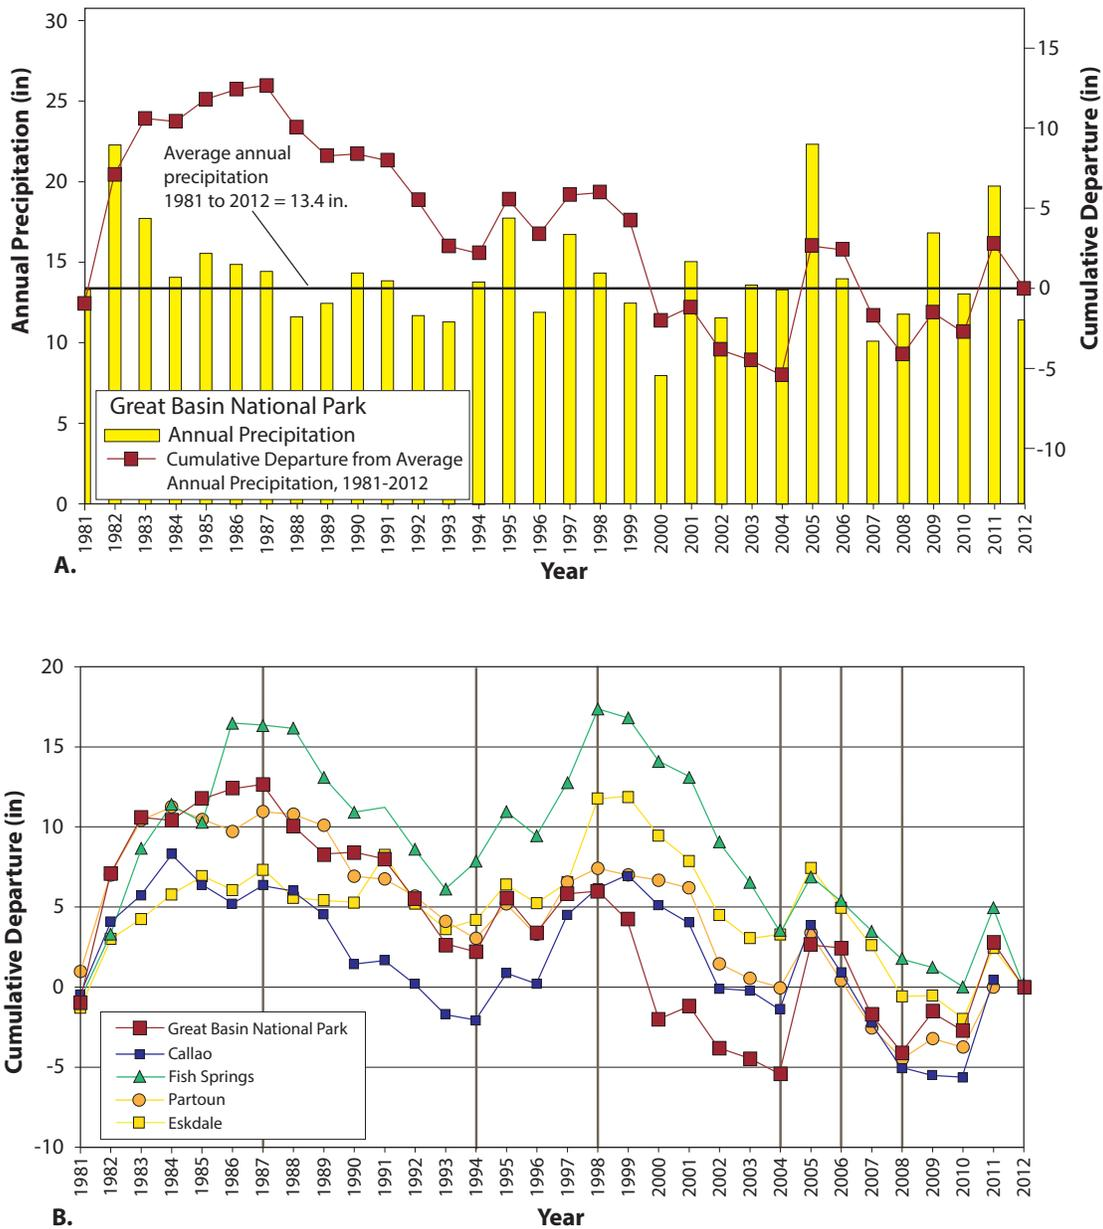 30
25
20
15
10
5
0
Annual Precipitation (in)
15
10
5
0
-5
-10
Cumulative Departure (in)
Average annual
precipitation
1981 to 2012 = 13.4 in.
Great Basin National Park
Annual Precipitation
Cumulative Departure from Average
Annual Precipitation, 1981-2012
1981 1982 1983 1984 1985 1986 1987 1988 1989 1990 1991 1992 1993 1994 1995 1996 1997 1998 1999 2000 2001 2002 2003 2004 2005 2006 2007 2008 2009 2010 2011 2012
A.
Year
20
15
10
5
0
-5
-10
Cumulative Departure (in)
Great Basin National Park
Callao
Fish Springs
Partoun
Eskdale
1981 1982 1983 1984 1985 1986 1987 1988 1989 1990 1991 1992 1993 1994 1995 1996 1997 1998 1999 2000 2001 2002 2003 2004 2005 2006 2007 2008 2009 2010 2011 2012
B.
Year